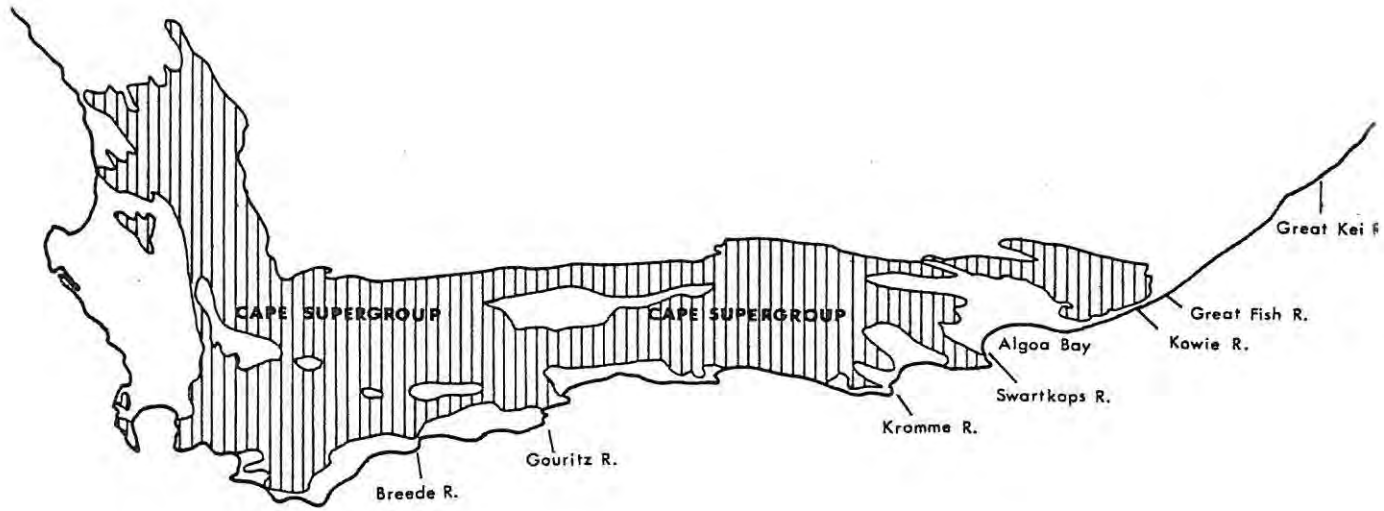 Great Kei R
CAPE SUPERGROUP
CAPE SUPERGROUP
Great Fish R.
Algoa Bay
Kowie R.
Swartkops R.
Kromme R.
Gouritz R.
Breede R.